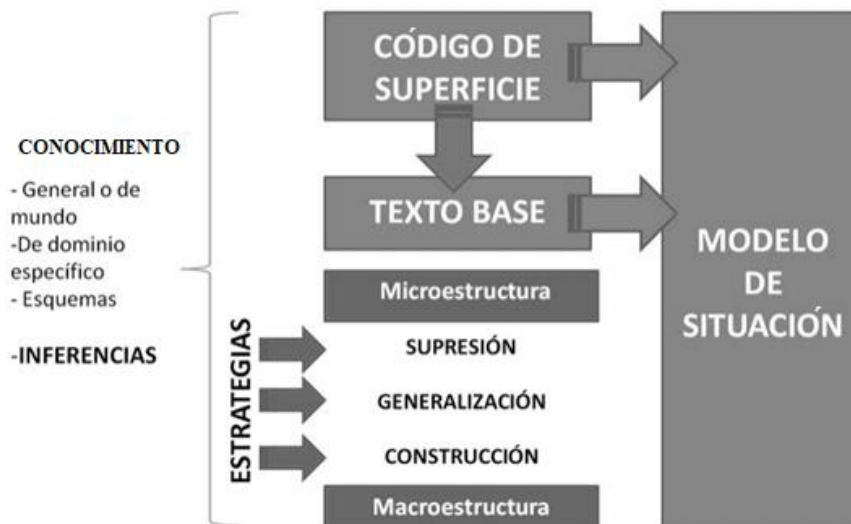 CONOCIMIENTO
- General o de
mundo
-De dominio
específico
- Esquemas
-INFERENCIAS
ESTRATEGIAS
CÓDIGO DE
SUPERFICIE
TEXTO BASE
Microestructura
SUPRESIÓN
GENERALIZACIÓN
CONSTRUCCIÓN
Macroestructura
MODELO
DE
SITUACIÓN